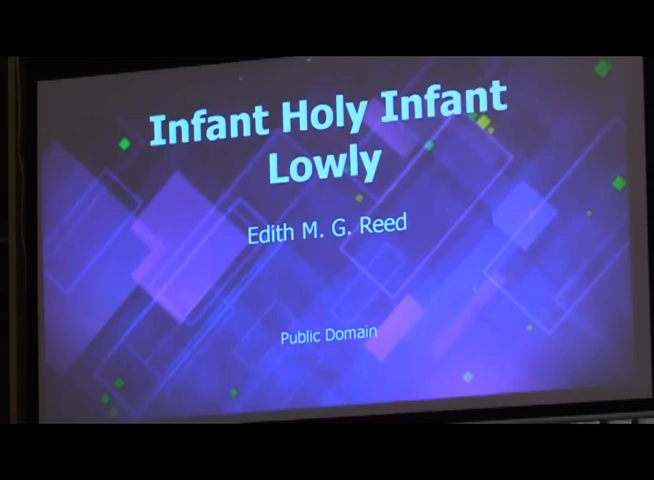 Infant Holy Infant
Lowly
Edith M. G. Reed
Public Domain